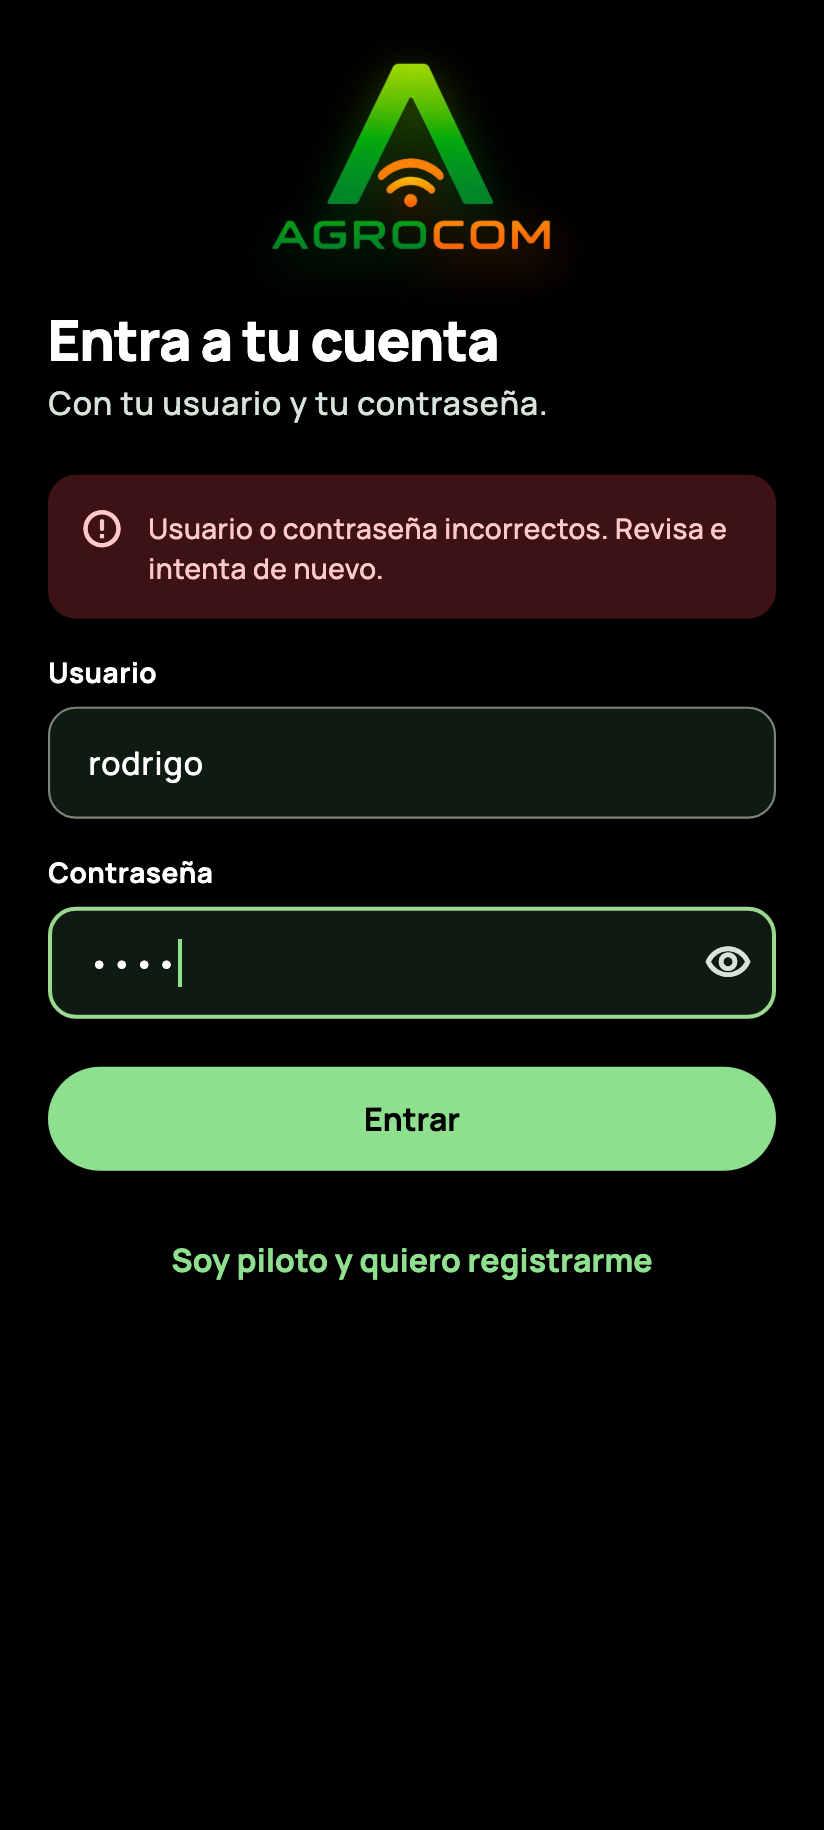 AGROCOM
Entra a tu cuenta
Con tu usuario y tu contraseña.
Usuario o contraseña incorrectos. Revisa e
intenta de nuevo.
Usuario
rodrigo
Contraseña
••••
Entrar
Soy piloto y quiero registrarme